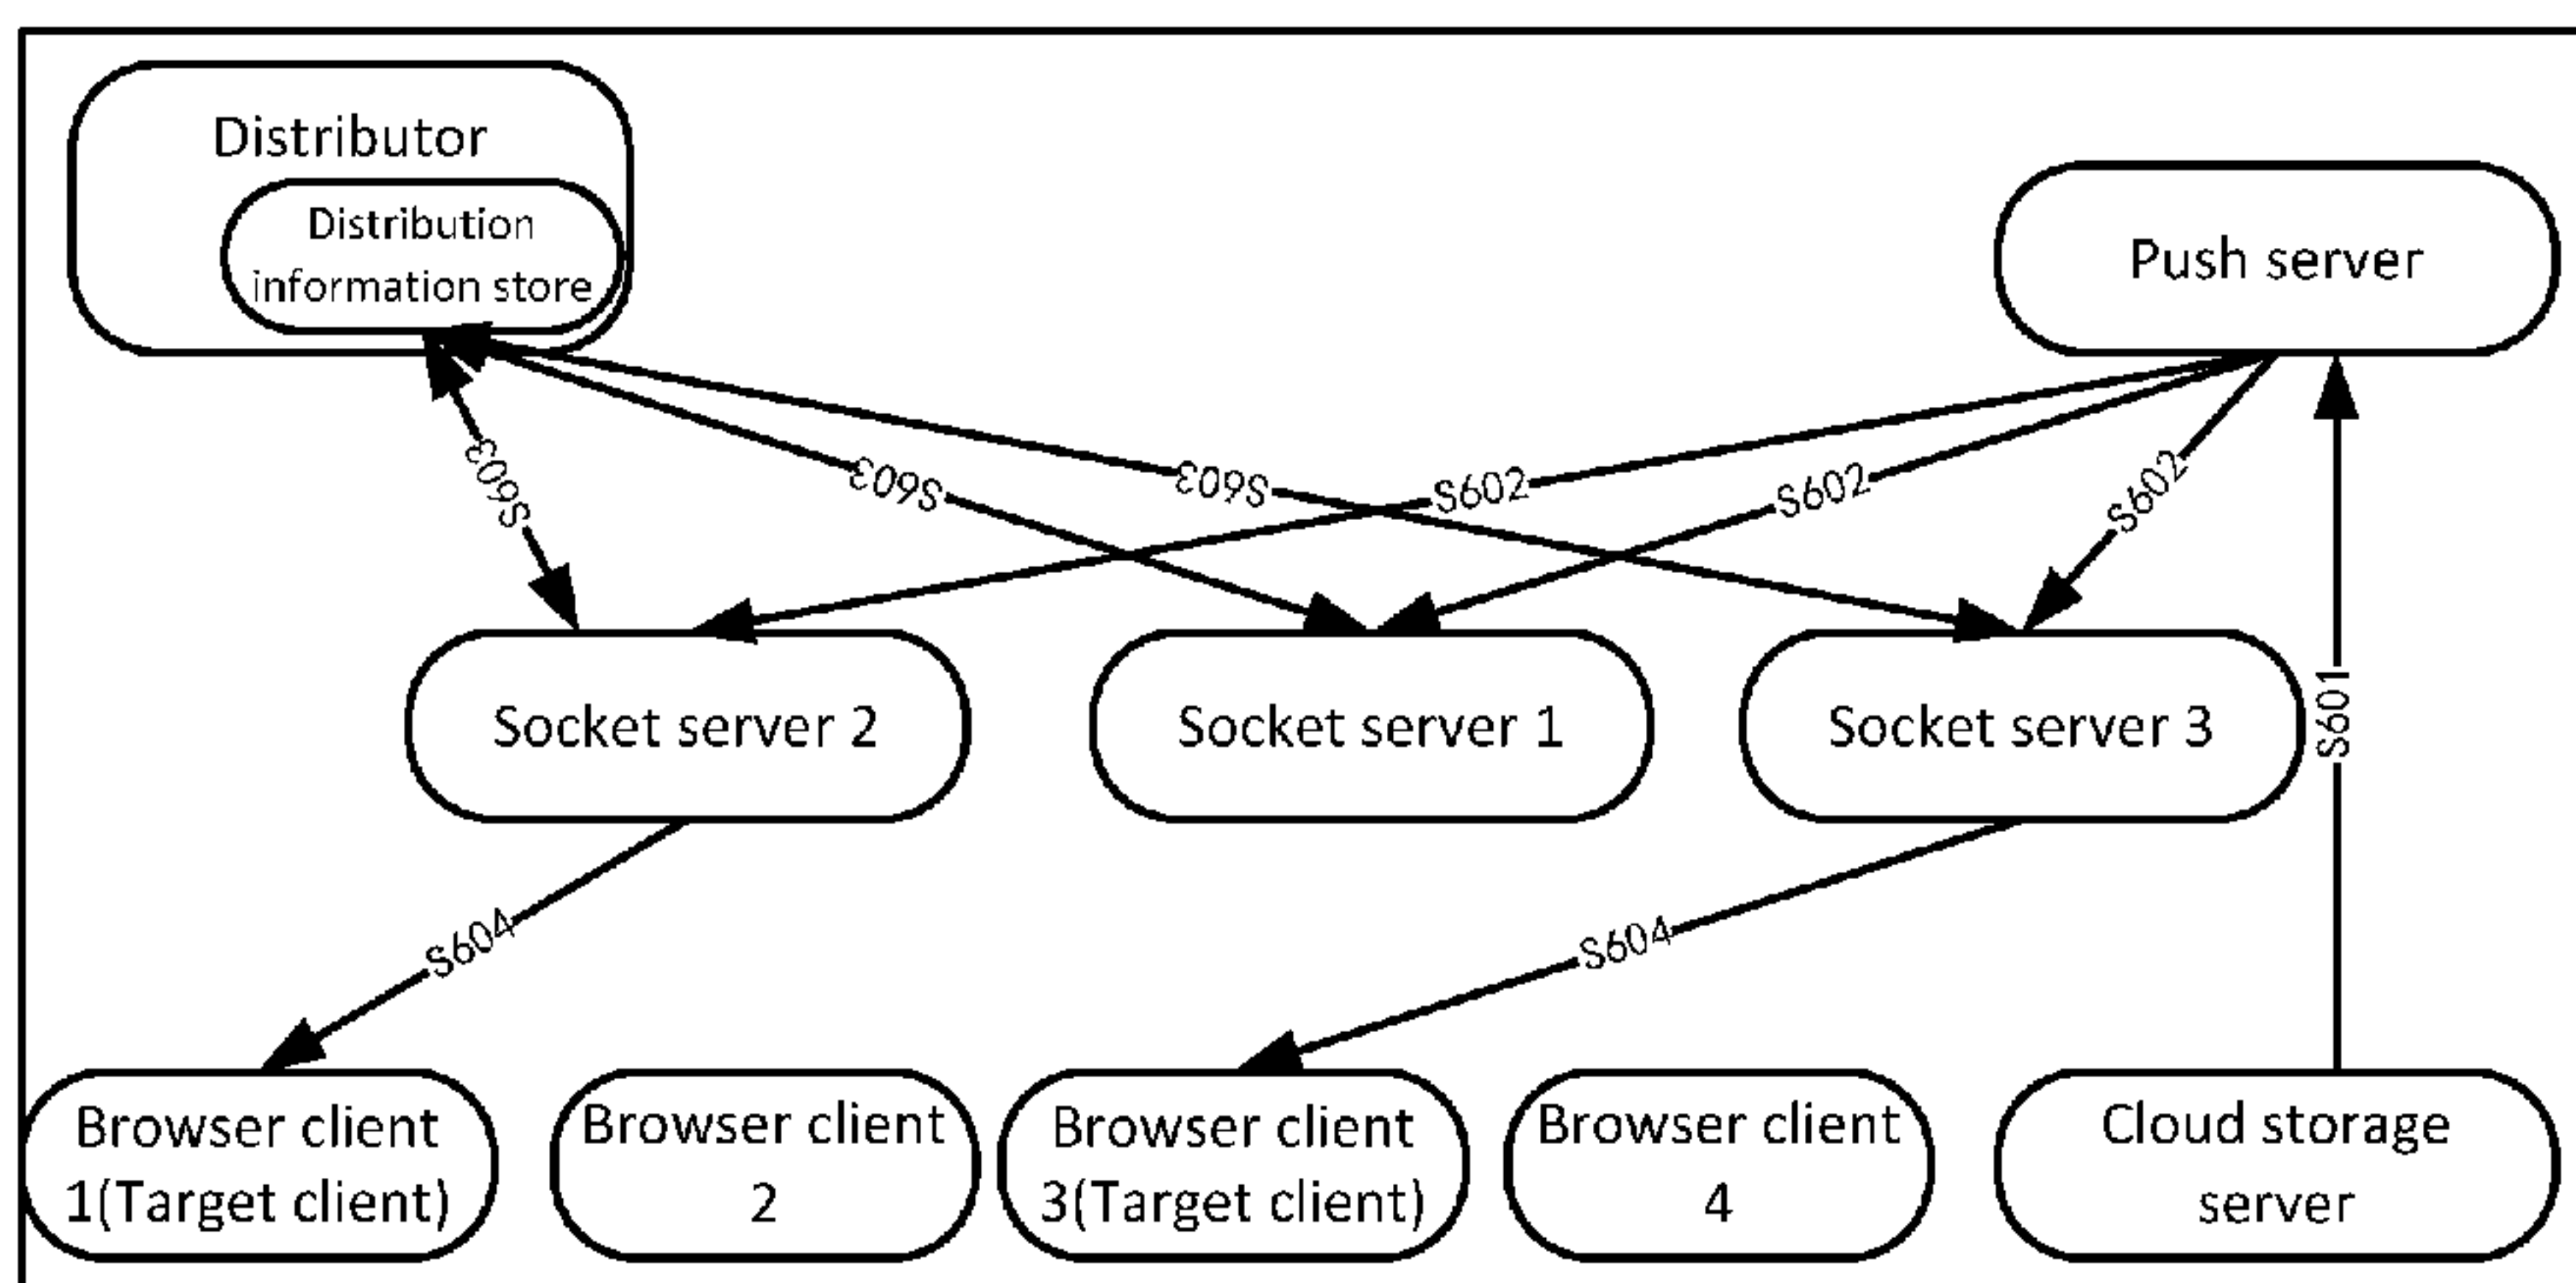 Distributor
Distribution
information store
Push server
S603
S603
S603
S602
S602
S602
S601
Socket server 2
Socket server 1
Socket server 3
S604
S604
Browser client
1(Target client)
Browser client
2
Browser client
3(Target client)
Browser client
4
Cloud storage
server